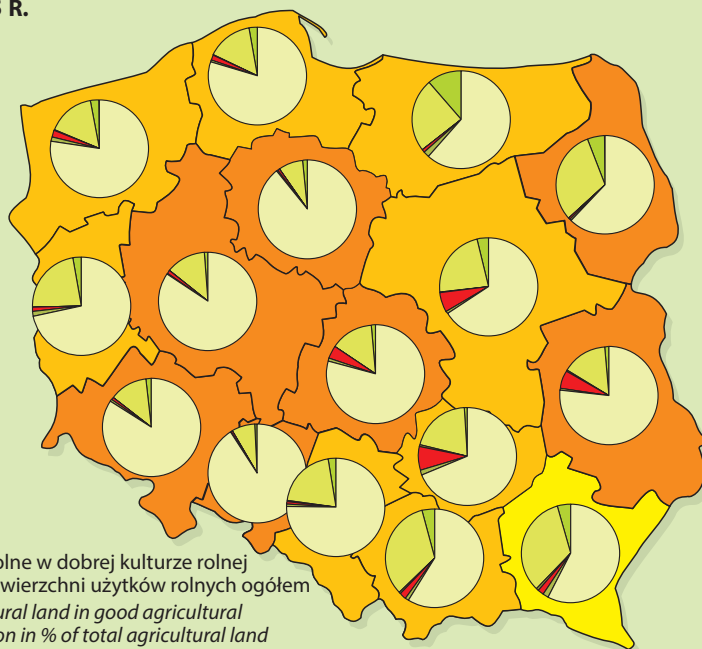 R.
olne w dobrej kulturze rolnej
wierzchni użytków rolnych ogółem
ural land in good agricultural
on in % of total agricultural land